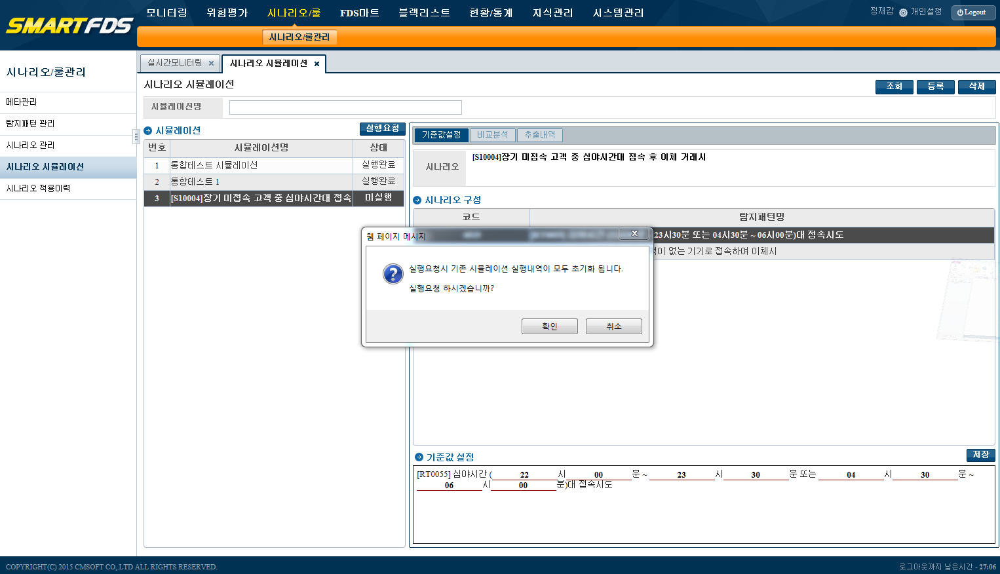 SMARTFDS
모니터링 위험평가 시나리오/룰 FDS마트 블랙리스트 현황/통계 지식관리 시스템관리
정재갑 개인설정 Logout
시나리오/룰관리
시나리오/룰관리
메타관리
탐지패턴 관리
시나리오 관리
시나리오 시뮬레이션
시나리오 적용이력
실시간모니터링 × 시나리오 시뮬레이션 ×
시나리오 시뮬레이션
조회 등록 삭제
시뮬레이션명
시뮬레이션 실행요청
번호 시뮬레이션명 상태
1 통합테스트 시뮬레이션 실행완료
2 통합테스트 1 실행완료
3 [S10004]장기 미접속 고객 중 심야시간대 접속 미실행
기준값설정 비교분석 추출내역
시나리오 [S10004]장기 미접속 고객 중 심야시간대 접속 후 이체 거래시
시나리오 구성
코드 탐지패턴명
23시30분 또는 04시30분 ~ 06시00분)대 접속시도
이 없는 기기로 접속하여 이체시
웹 페이지 메시지
실행요청시 기존 시뮬레이션 실행내역이 모두 초기화 됩니다.
실행요청 하시겠습니까?
확인 취소
기준값 설정 저장
[RT0055] 심야시간 ( 22 시 00 분 ~ 23 시 30 분 또는 04 시 30 분 ~
06 시 00 분)대 접속시도
COPYRIGHT(C) 2015 CMSOFT CO,.LTD ALL RIGHTS RESERVED.
로그아웃까지 남은시간 - 27:06